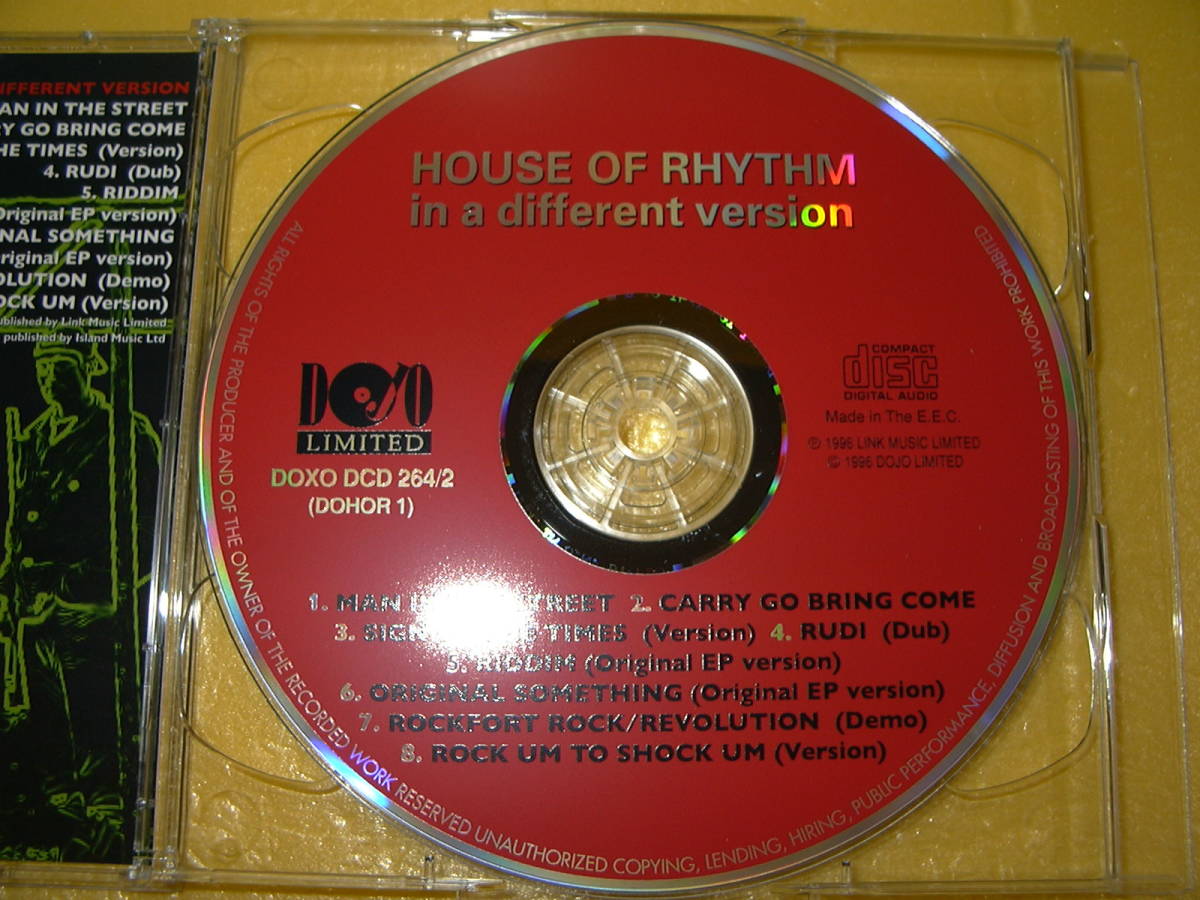 DIFFERENT VERSION
MAN IN THE STREET
GO BRING COME
TIMES (Version)
4. RUDI (Dub)
5. RIDDIM
(Original EP version)
SOMETHING
(Original EP version)
(Demo)
UM (Version)
published by Link Music Limited
published by Island Music Ltd
HOUSE OF RHYTHM
in a different version
DOJO
LIMITED
DOXO DCD 264/2
(DOHOR 1)
COMPACT
disc
DIGITAL AUDIO
Made in The E.E.C.
℗ 1996 LINK MUSIC LIMITED
© 1996 DOJO LIMITED
1. MAN STREET 2. CARRY GO BRING COME
3. TIMES (Version) 4. RUDI (Dub)
5. RIDDIM (Original EP version)
6. ORIGINAL SOMETHING (Original EP version)
7. ROCKFORT ROCK/REVOLUTION (Demo)
8. ROCK UM TO SHOCK UM (Version)
ALL RIGHTS OF THE PRODUCER AND OF THE OWNER OF THE RECORDED WORK RESERVED UNAUTHORIZED COPYING, LENDING, HIRING, PUBLIC PERFORMANCE, DIFFUSION AND BROADCASTING OF THIS WORK PROHIBITED